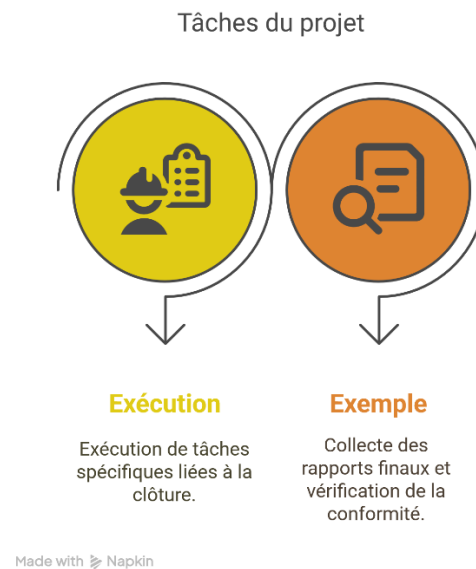 Tâches du projet
Exécution
Exécution de tâches
spécifiques liées à la
clôture.
Exemple
Collecte des
rapports finaux et
vérification de la
conformité.
Made with Napkin